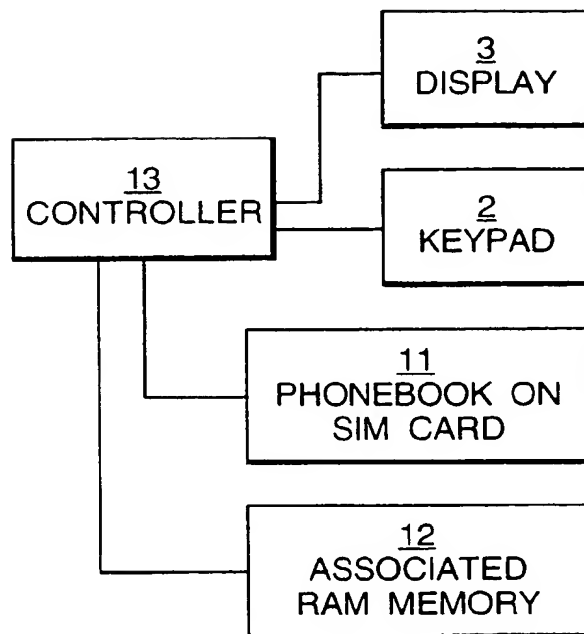 3
DISPLAY
13
CONTROLLER
2
KEYPAD
11
PHONEBOOK ON
SIM CARD
12
ASSOCIATED
RAM MEMORY